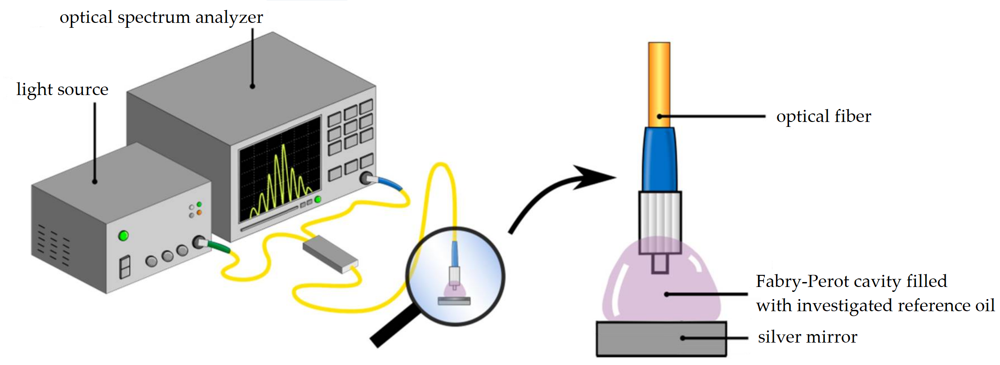 optical spectrum analyzer
light source
optical fiber
Fabry-Perot cavity filled
with investigated reference oil
silver mirror